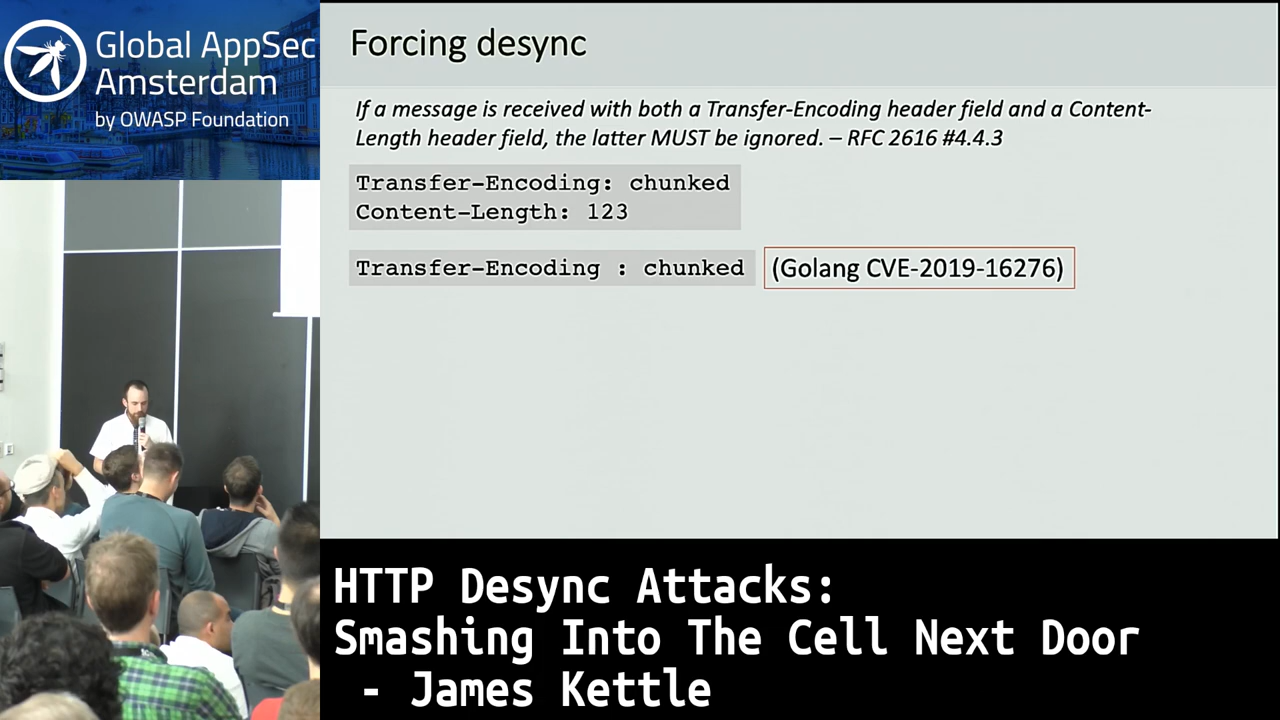 Global AppSec
Amsterdam
by OWASP Foundation
Forcing desync
If a message is received with both a Transfer-Encoding header field and a Content-
Length header field, the latter MUST be ignored. – RFC 2616 #4.4.3
Transfer-Encoding: chunked
Content-Length: 123
Transfer-Encoding : chunked (Golang CVE-2019-16276)
HTTP Desync Attacks:
Smashing Into The Cell Next Door
- James Kettle